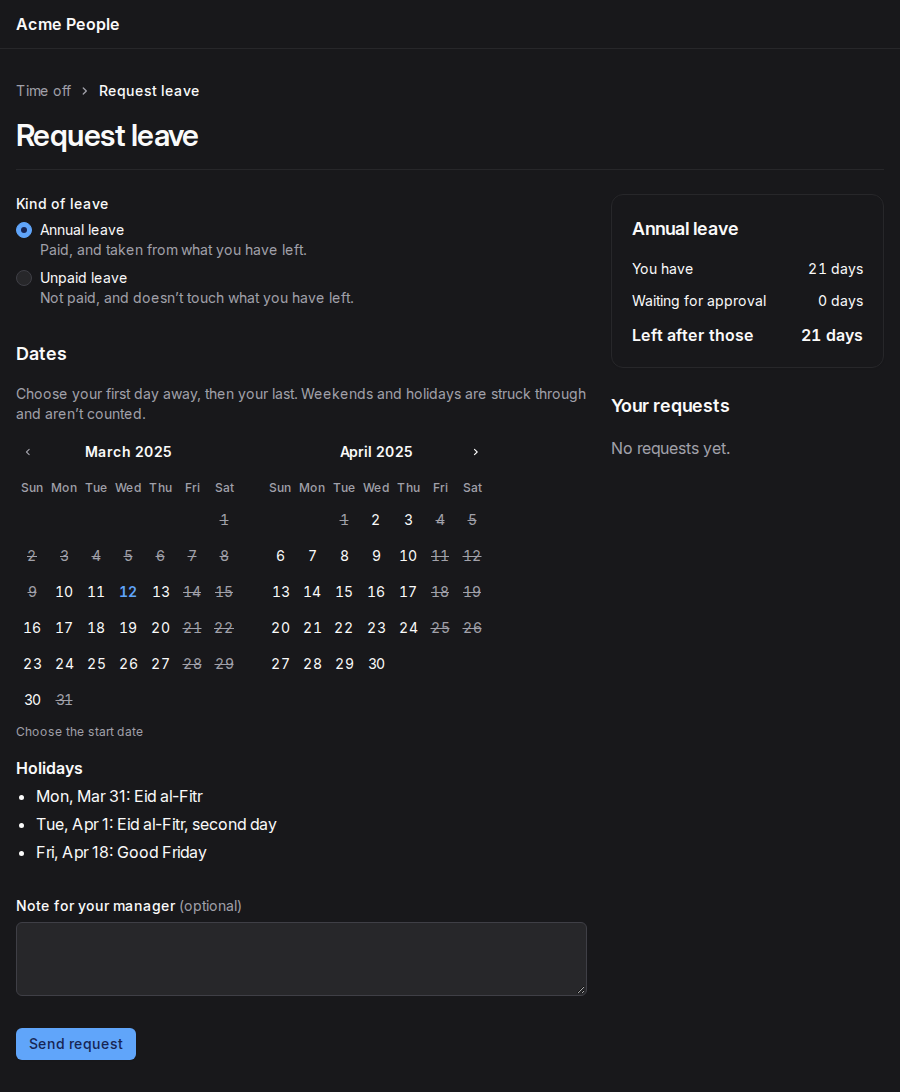 Acme People
Time off > Request leave
Request leave
Kind of leave
Annual leave
Paid, and taken from what you have left.
Unpaid leave
Not paid, and doesn’t touch what you have left.
Dates
Choose your first day away, then your last. Weekends and holidays are struck through
and aren’t counted.
March 2025
Sun Mon Tue Wed Thu Fri Sat
1
2 3 4 5 6 7 8
9 10 11 12 13 14 15
16 17 18 19 20 21 22
23 24 25 26 27 28 29
30 31
April 2025
Sun Mon Tue Wed Thu Fri Sat
1 2 3 4 5
6 7 8 9 10 11 12
13 14 15 16 17 18 19
20 21 22 23 24 25 26
27 28 29 30
Choose the start date
Holidays
• Mon, Mar 31: Eid al-Fitr
• Tue, Apr 1: Eid al-Fitr, second day
• Fri, Apr 18: Good Friday
Note for your manager (optional)
Send request
Annual leave
You have 21 days
Waiting for approval 0 days
Left after those 21 days
Your requests
No requests yet.